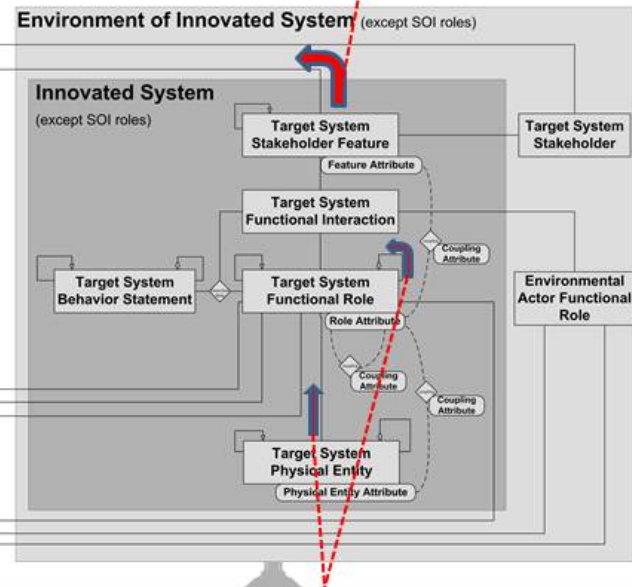 Environment of Innovated System (except SOI roles)
Innovated System
(except SOI roles)
Target System
Stakeholder Feature
Target System
Stakeholder
Feature Attribute
Target System
Functional Interaction
Coupling
Attribute
Target System
Behavior Statement
Target System
Functional Role
Environmental
Actor Functional
Role
Role Attribute
Coupling
Attribute
Coupling
Attribute
Target System
Physical Entity
Physical Entity Attribute